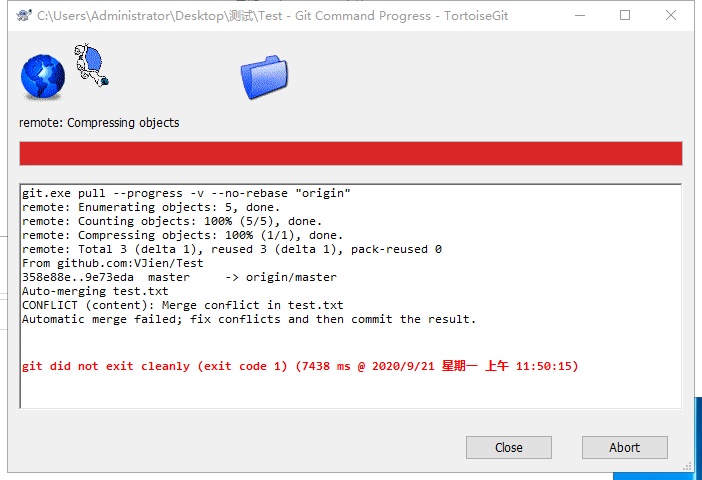 C:\Users\Administrator\Desktop\测试\Test - Git Command Progress - TortoiseGit
remote: Compressing objects
git.exe pull --progress -v --no-rebase "origin"
remote: Enumerating objects: 5, done.
remote: Counting objects: 100% (5/5), done.
remote: Compressing objects: 100% (1/1), done.
remote: Total 3 (delta 1), reused 3 (delta 1), pack-reused 0
From github.com:VJien/Test
358e88e..9e73eda  master     -> origin/master
Auto-merging test.txt
CONFLICT (content): Merge conflict in test.txt
Automatic merge failed; fix conflicts and then commit the result.
git did not exit cleanly (exit code 1) (7438 ms @ 2020/9/21 星期一 上午 11:50:15)
Close
Abort